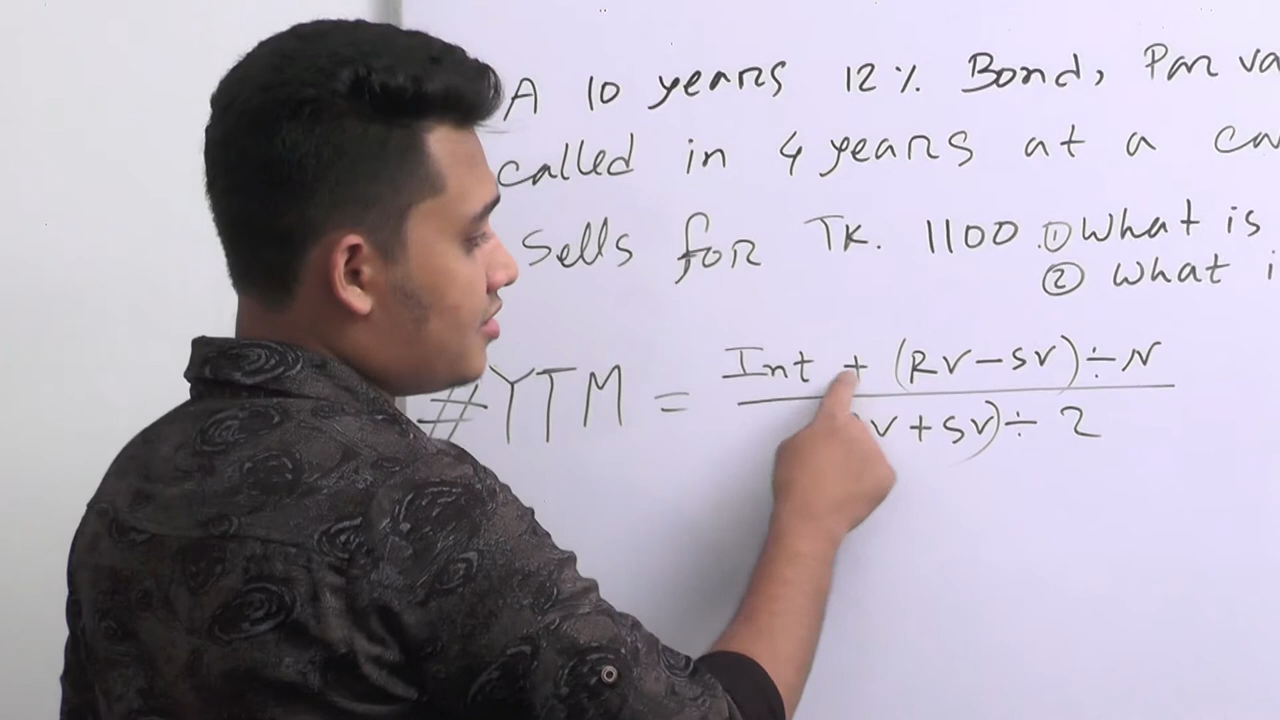 A 10 years 12% Bond, Par va
called in 4 years at a ca
Sells for TK. 1100. ① What is
② What i
#YTM = Int + (RV-SV)÷N
V+SV)÷ 2